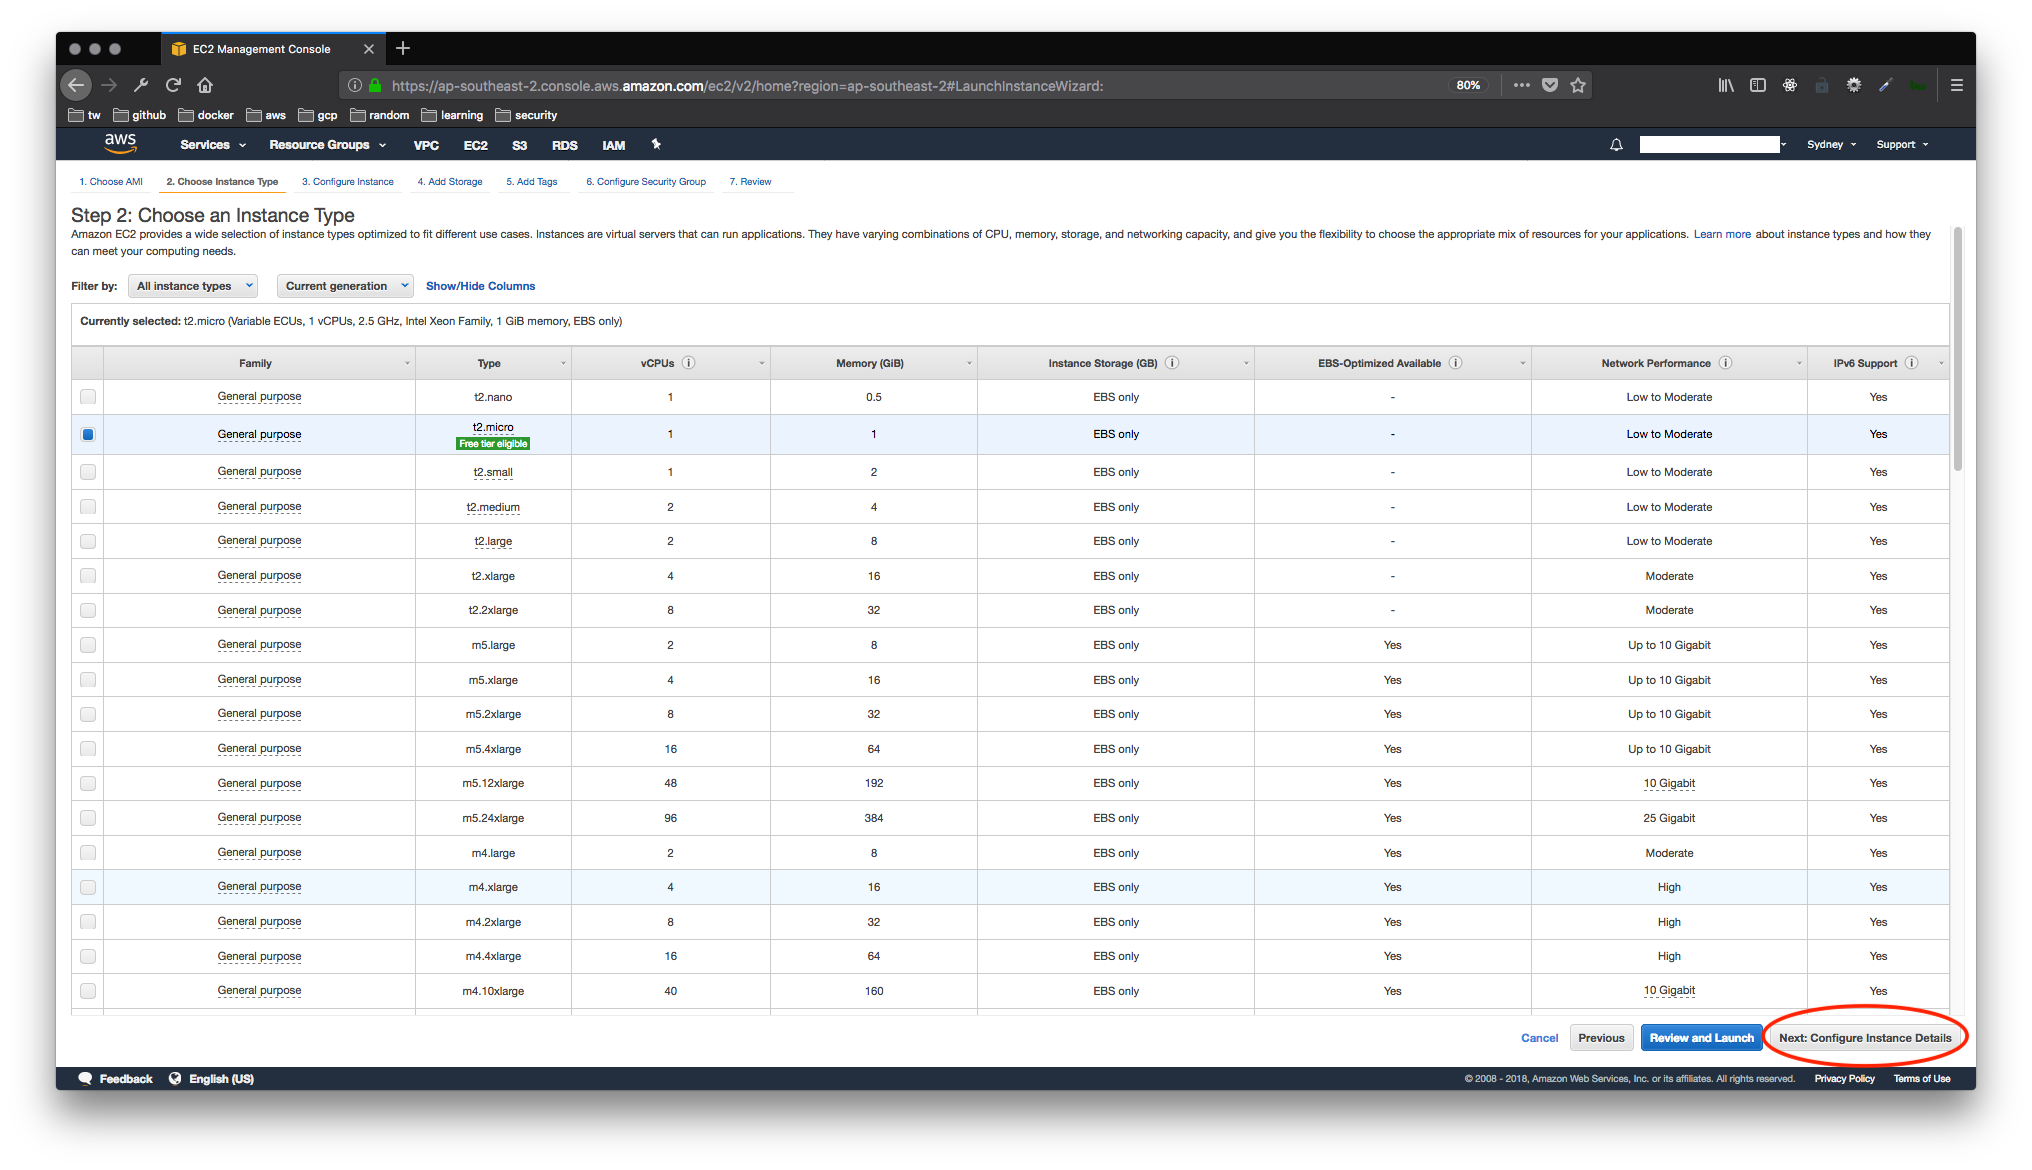 EC2 Management Console
https://ap-southeast-2.console.aws.amazon.com/ec2/v2/home?region=ap-southeast-2#LaunchInstanceWizard: 80%
tw github docker aws gcp random learning security
aws Services Resource Groups VPC EC2 S3 RDS IAM Sydney Support
1. Choose AMI 2. Choose Instance Type 3. Configure Instance 4. Add Storage 5. Add Tags 6. Configure Security Group 7. Review
Step 2: Choose an Instance Type
Amazon EC2 provides a wide selection of instance types optimized to fit different use cases. Instances are virtual servers that can run applications. They have varying combinations of CPU, memory, storage, and networking capacity, and give you the flexibility to choose the appropriate mix of resources for your applications. Learn more about instance types and how they
can meet your computing needs.
Filter by: All instance types Current generation Show/Hide Columns
Currently selected: t2.micro (Variable ECUs, 1 vCPUs, 2.5 GHz, Intel Xeon Family, 1 GiB memory, EBS only)
Family Type vCPUs Memory (GiB) Instance Storage (GB) EBS-Optimized Available Network Performance IPv6 Support
General purpose t2.nano 1 0.5 EBS only - Low to Moderate Yes
General purpose t2.micro 1 1 EBS only - Low to Moderate Yes
Free tier eligible
General purpose t2.small 1 2 EBS only - Low to Moderate Yes
General purpose t2.medium 2 4 EBS only - Low to Moderate Yes
General purpose t2.large 2 8 EBS only - Low to Moderate Yes
General purpose t2.xlarge 4 16 EBS only - Moderate Yes
General purpose t2.2xlarge 8 32 EBS only - Moderate Yes
General purpose m5.large 2 8 EBS only Yes Up to 10 Gigabit Yes
General purpose m5.xlarge 4 16 EBS only Yes Up to 10 Gigabit Yes
General purpose m5.2xlarge 8 32 EBS only Yes Up to 10 Gigabit Yes
General purpose m5.4xlarge 16 64 EBS only Yes Up to 10 Gigabit Yes
General purpose m5.12xlarge 48 192 EBS only Yes 10 Gigabit Yes
General purpose m5.24xlarge 96 384 EBS only Yes 25 Gigabit Yes
General purpose m4.large 2 8 EBS only Yes Moderate Yes
General purpose m4.xlarge 4 16 EBS only Yes High Yes
General purpose m4.2xlarge 8 32 EBS only Yes High Yes
General purpose m4.4xlarge 16 64 EBS only Yes High Yes
General purpose m4.10xlarge 40 160 EBS only Yes 10 Gigabit Yes
Cancel Previous Review and Launch Next: Configure Instance Details
Feedback English (US) © 2008 - 2018, Amazon Web Services, Inc. or its affiliates. All rights reserved. Privacy Policy Terms of Use